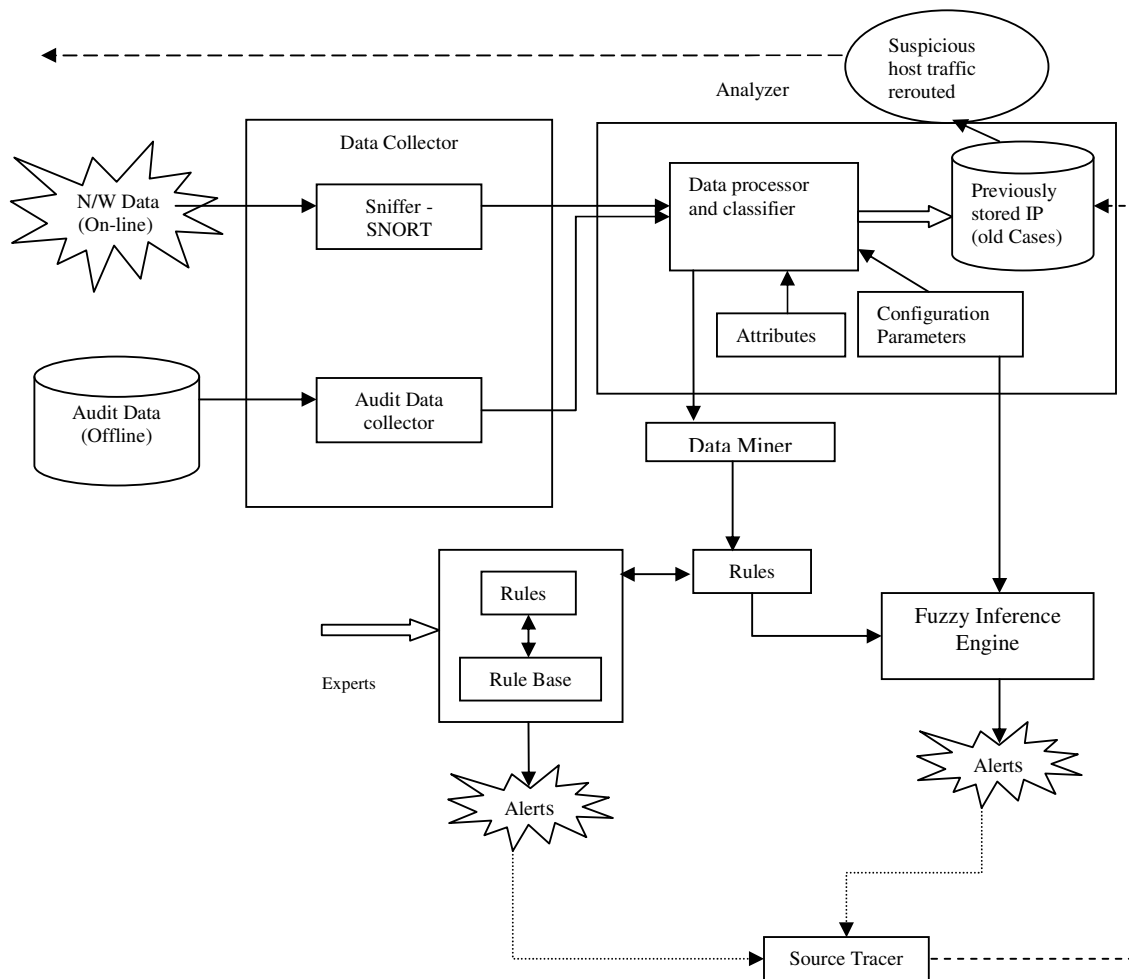 Suspicious
host traffic
rerouted
Analyzer
Data Collector
N/W Data
(On-line)
Sniffer -
SNORT
Data processor
and classifier
Previously
stored IP
(old Cases)
Attributes
Configuration
Parameters
Audit Data
(Offline)
Audit Data
collector
Data Miner
Rules
Rules
Rule Base
Fuzzy Inference
Engine
Experts
Alerts
Alerts
Source Tracer